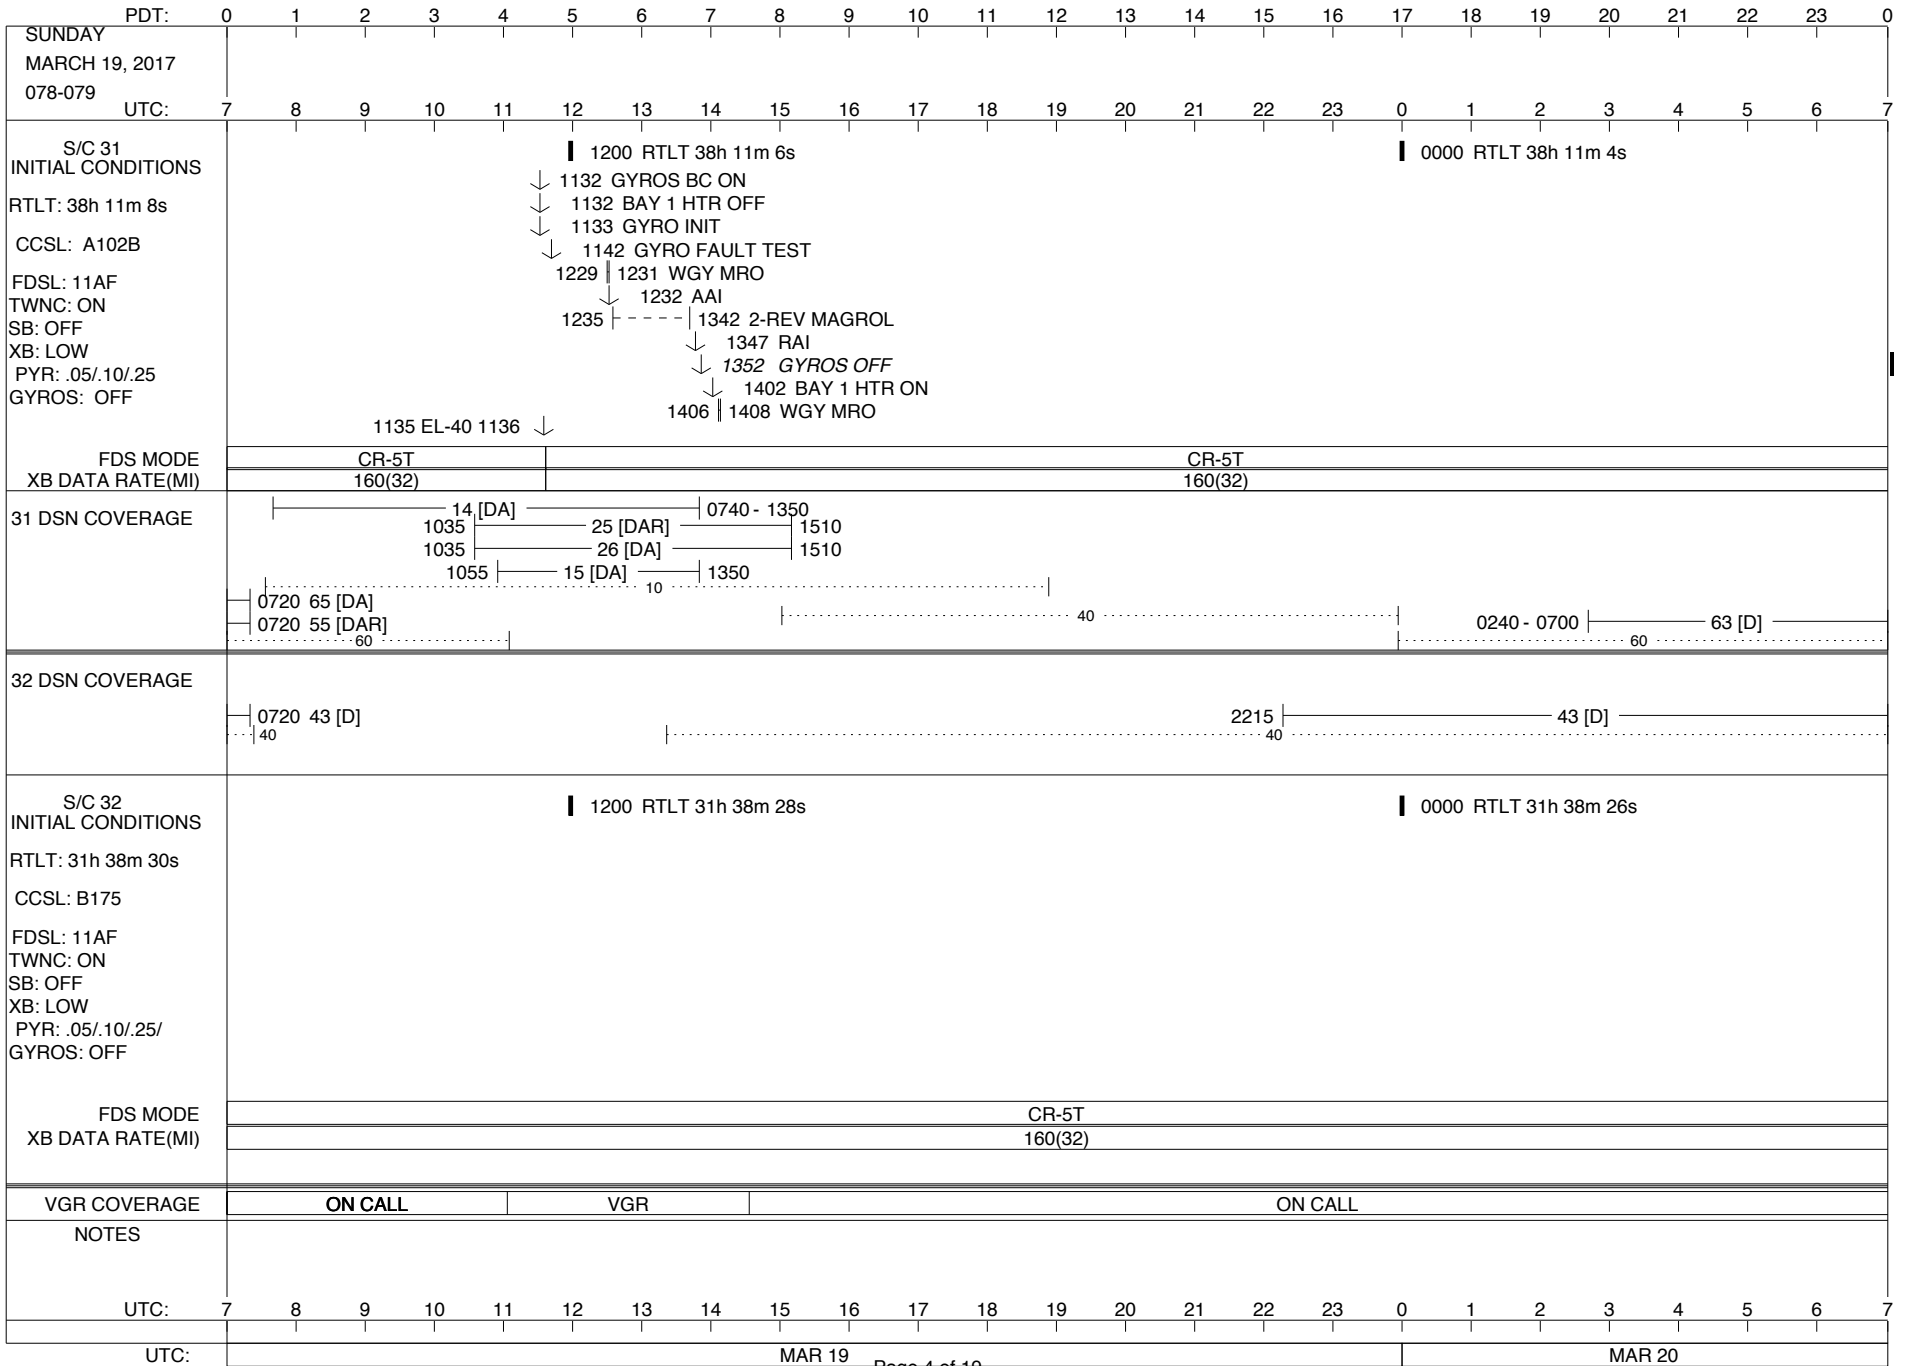 PDT: 0 1 2 3 4 5 6 7 8 9 10 11 12 13 14 15 16 17 18 19 20 21 22 23 0
SUNDAY
MARCH 19, 2017
078-079
UTC: 7 8 9 10 11 12 13 14 15 16 17 18 19 20 21 22 23 0 1 2 3 4 5 6 7
S/C 31
INITIAL CONDITIONS
RTLT: 38h 11m 8s
CCSL: A102B
FDSL: 11AF
TWNC: ON
SB: OFF
XB: LOW
PYR: .05/.10/.25
GYROS: OFF
1200 RTLT 38h 11m 6s
0000 RTLT 38h 11m 4s
1132 GYROS BC ON
1132 BAY 1 HTR OFF
1133 GYRO INIT
1142 GYRO FAULT TEST
1229 1231 WGY MRO
1232 AAI
1235 1342 2-REV MAGROL
1347 RAI
1352 GYROS OFF
1402 BAY 1 HTR ON
1406 1408 WGY MRO
1135 EL-40 1136
FDS MODE CR-5T CR-5T
XB DATA RATE(MI) 160(32) 160(32)
31 DSN COVERAGE
14 [DA] 0740 - 1350
1035 25 [DAR] 1510
1035 26 [DA] 1510
1055 15 [DA] 1350
10
0720 65 [DA]
40
0720 55 [DAR]
0240 - 0700 63 [D]
60 60
32 DSN COVERAGE
0720 43 [D] 2215 43 [D]
40 40
S/C 32
INITIAL CONDITIONS
RTLT: 31h 38m 30s
CCSL: B175
FDSL: 11AF
TWNC: ON
SB: OFF
XB: LOW
PYR: .05/.10/.25/
GYROS: OFF
1200 RTLT 31h 38m 28s
0000 RTLT 31h 38m 26s
FDS MODE CR-5T
XB DATA RATE(MI) 160(32)
VGR COVERAGE ON CALL VGR ON CALL
NOTES
UTC: 7 8 9 10 11 12 13 14 15 16 17 18 19 20 21 22 23 0 1 2 3 4 5 6 7
UTC: MAR 19 MAR 20
Page 4 of 19